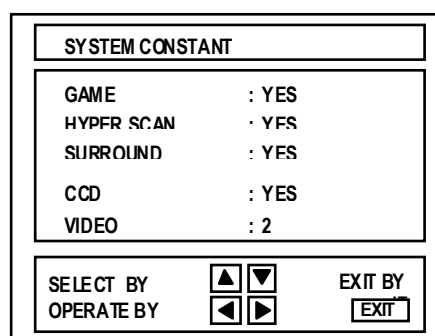 SYSTEM CONSTANT
GAME : YES
HYPER SCAN : YES
SURROUND : YES
CCD : YES
VIDEO : 2
SELECT BY ▲ ▼ EXIT BY
OPERATE BY ◀ ▶ EXIT